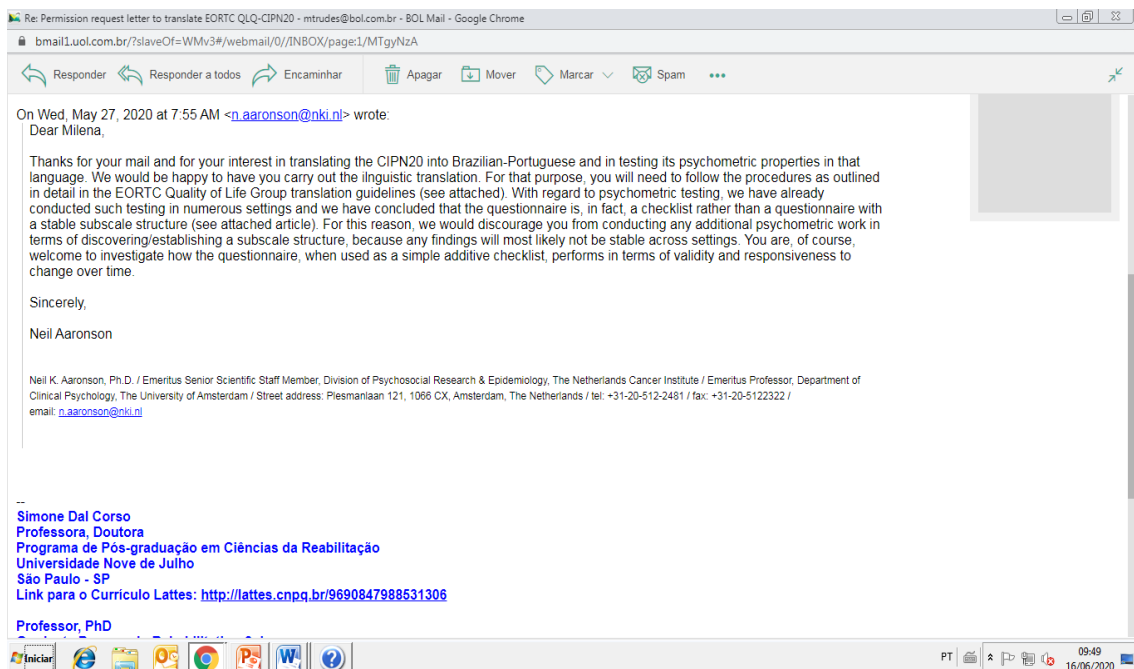 Re: Permission request letter to translate EORTC QLQ-CIPN20 - mtrudes@bol.com.br - BOL Mail - Google Chrome
bmail1.uol.com.br/?slaveOf=WMv3#/webmail/0//INBOX/page:1/MTgyNzA
Responder Responder a todos Encaminhar Apagar Mover Marcar Spam
On Wed, May 27, 2020 at 7:55 AM <n.aaronson@nki.nl> wrote:
Dear Milena,
Thanks for your mail and for your interest in translating the CIPN20 into Brazilian-Portuguese and in testing its psychometric properties in that
language. We would be happy to have you carry out the ilnguistic translation. For that purpose, you will need to follow the procedures as outlined
in detail in the EORTC Quality of Life Group translation guidelines (see attached). With regard to psychometric testing, we have already
conducted such testing in numerous settings and we have concluded that the questionnaire is, in fact, a checklist rather than a questionnaire with
a stable subscale structure (see attached article). For this reason, we would discourage you from conducting any additional psychometric work in
terms of discovering/establishing a subscale structure, because any findings will most likely not be stable across settings. You are, of course,
welcome to investigate how the questionnaire, when used as a simple additive checklist, performs in terms of validity and responsiveness to
change over time.
Sincerely,
Neil Aaronson
Neil K. Aaronson, Ph.D. / Emeritus Senior Scientific Staff Member, Division of Psychosocial Research & Epidemiology, The Netherlands Cancer Institute / Emeritus Professor, Department of
Clinical Psychology, The University of Amsterdam / Street address: Plesmanlaan 121, 1066 CX, Amsterdam, The Netherlands / tel: +31-20-512-2481 / fax: +31-20-5122322 /
email: n.aaronson@nki.nl
--
Simone Dal Corso
Professora, Doutora
Programa de Pós-graduação em Ciências da Reabilitação
Universidade Nove de Julho
São Paulo - SP
Link para o Currículo Lattes: http://lattes.cnpq.br/9690847988531306
Professor, PhD
Iniciar
PT
09:49
16/06/2020